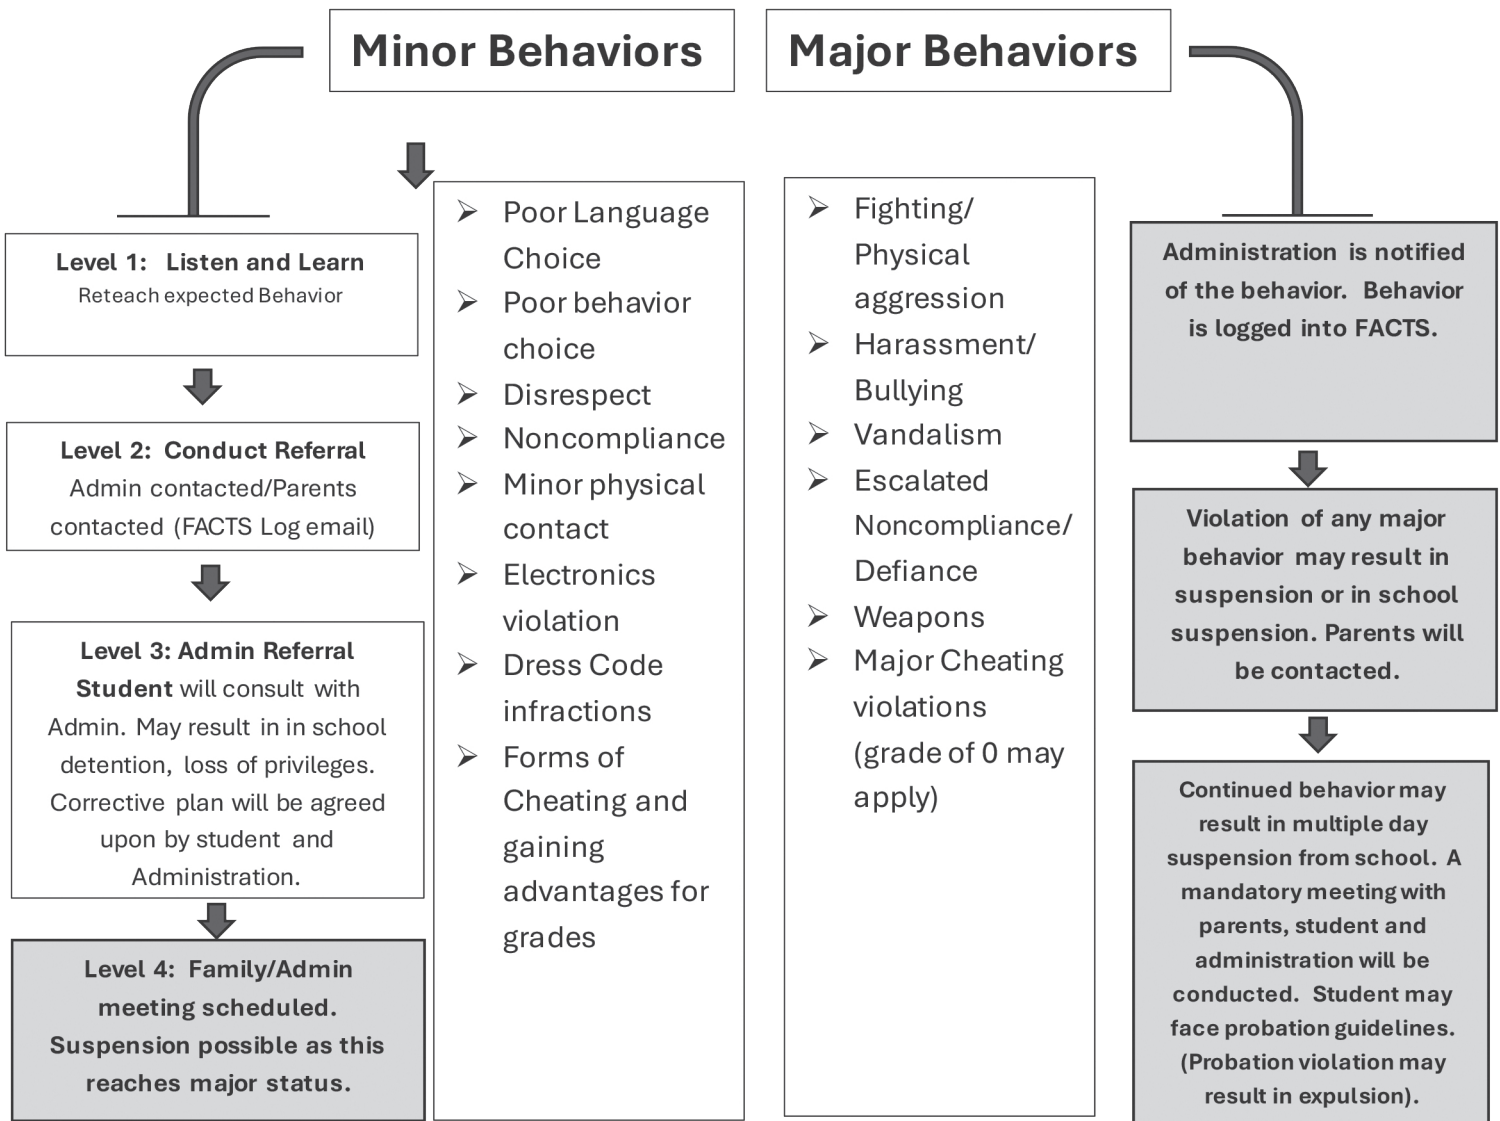 Minor Behaviors
Major Behaviors
Level 1:   Listen and Learn
Reteach expected Behavior
Level 2:  Conduct Referral
Admin contacted/Parents
contacted (FACTS Log email)
Level 3: Admin Referral
Student will consult with
Admin. May result in in school
detention, loss of privileges.
Corrective plan will be agreed
upon by student and
Administration.
Level 4:  Family/Admin
meeting scheduled.
Suspension possible as this
reaches major status.
➢ Poor Language
Choice
➢ Poor behavior
choice
➢ Disrespect
➢ Noncompliance
➢ Minor physical
contact
➢ Electronics
violation
➢ Dress Code
infractions
➢ Forms of
Cheating and
gaining
advantages for
grades
➢ Fighting/
Physical
aggression
➢ Harassment/
Bullying
➢ Vandalism
➢ Escalated
Noncompliance/
Defiance
➢ Weapons
➢ Major Cheating
violations
(grade of 0 may
apply)
Administration is notified
of the behavior.  Behavior
is logged into FACTS.
Violation of any major
behavior may result in
suspension or in school
suspension. Parents will
be contacted.
Continued behavior may
result in multiple day
suspension from school.  A
mandatory meeting with
parents, student and
administration will be
conducted.  Student may
face probation guidelines.
(Probation violation may
result in expulsion).